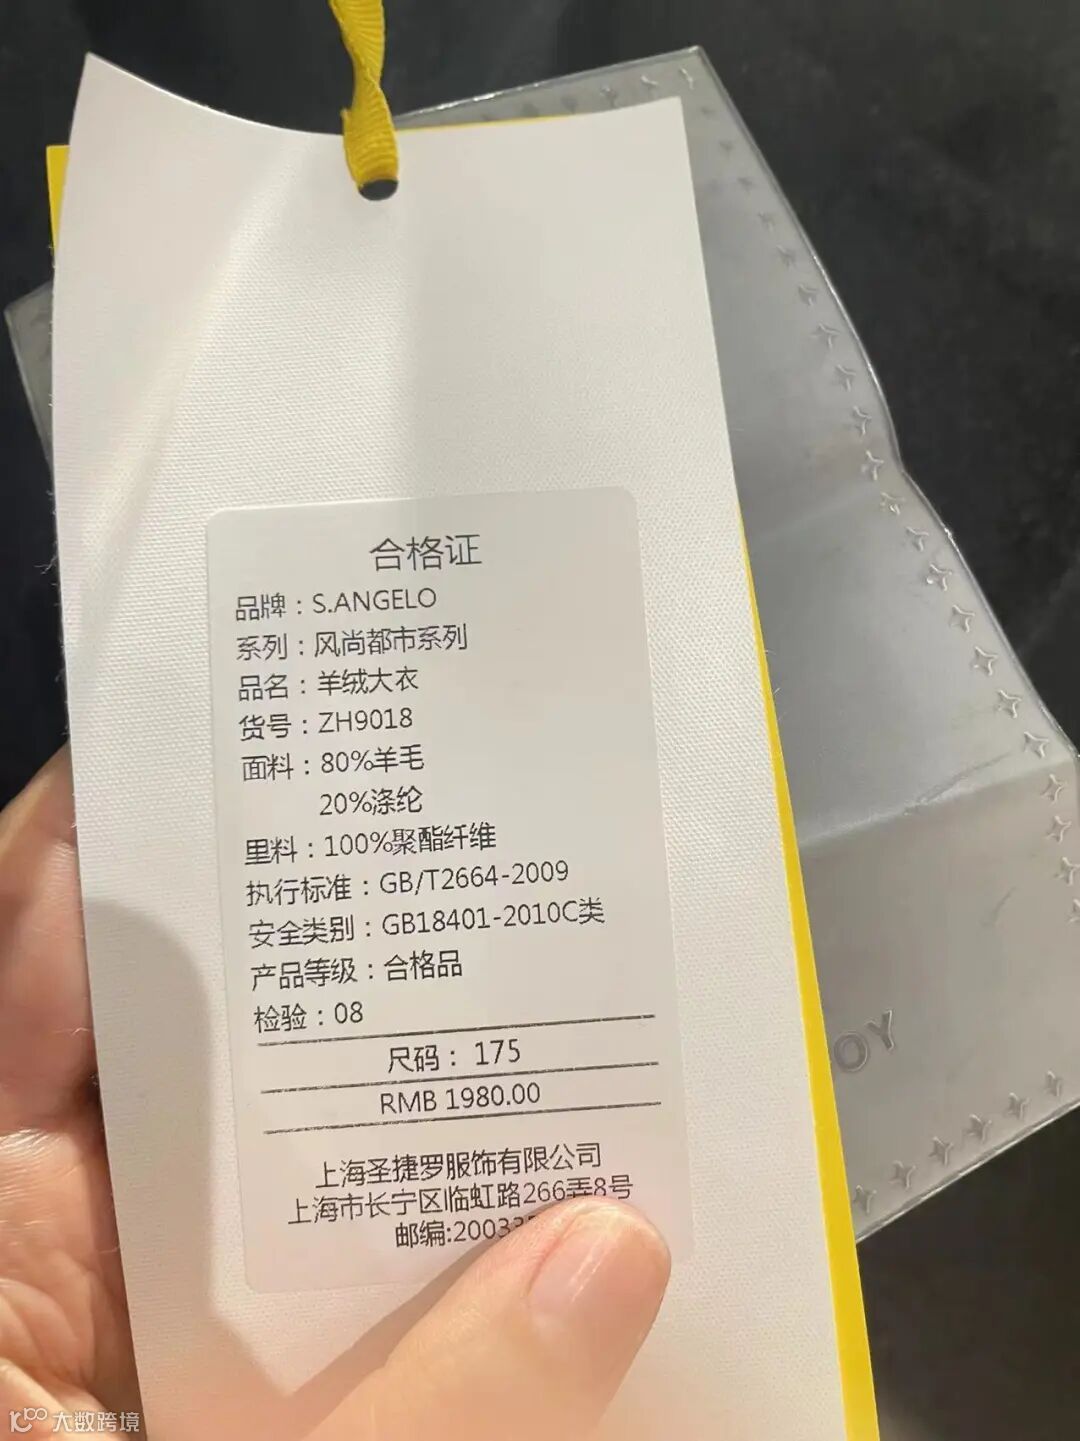 合格证
品牌：S.ANGELO
系列：风尚都市系列
品名：羊绒大衣
货号：ZH9018
面料：80%羊毛
20%涤纶
里料：100%聚酯纤维
执行标准：GB/T2664-2009
安全类别：GB18401-2010C类
产品等级：合格品
检验：08
尺码： 175
RMB 1980.00
上海圣捷罗服饰有限公司
上海市长宁区临虹路266弄8号
邮编:20033
OY
大数跨境